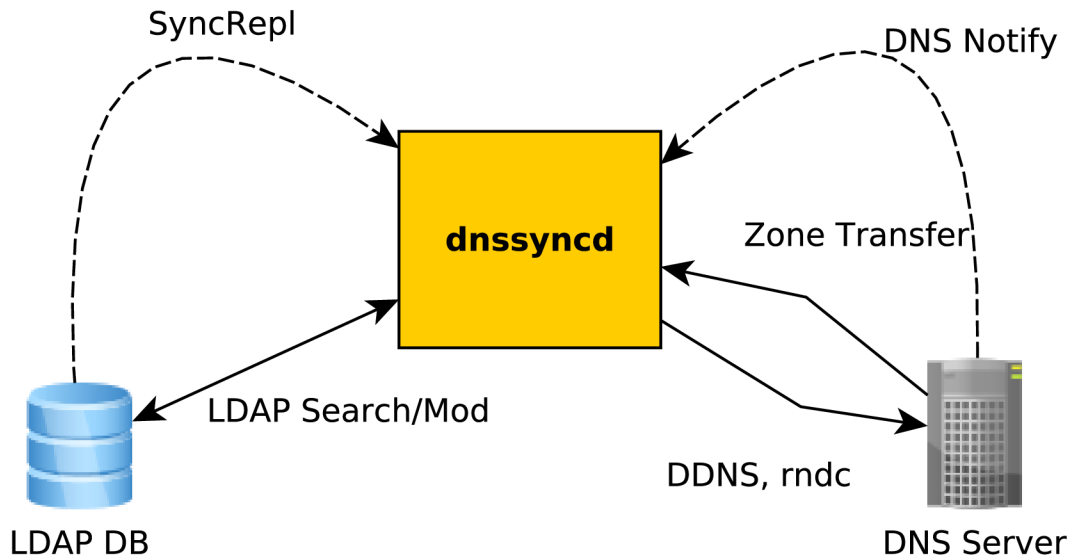 SyncRepl
DNS Notify
dnssyncd
Zone Transfer
LDAP Search/Mod
DDNS, rndc
LDAP DB
DNS Server